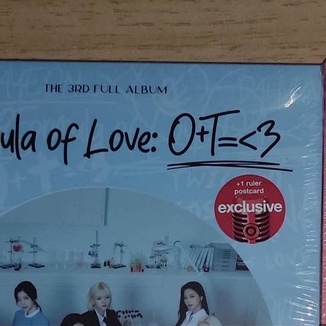 THE 3RD FULL ALBUM
ula of Love: O+T=<3
+1 ruler
postcard
exclusive